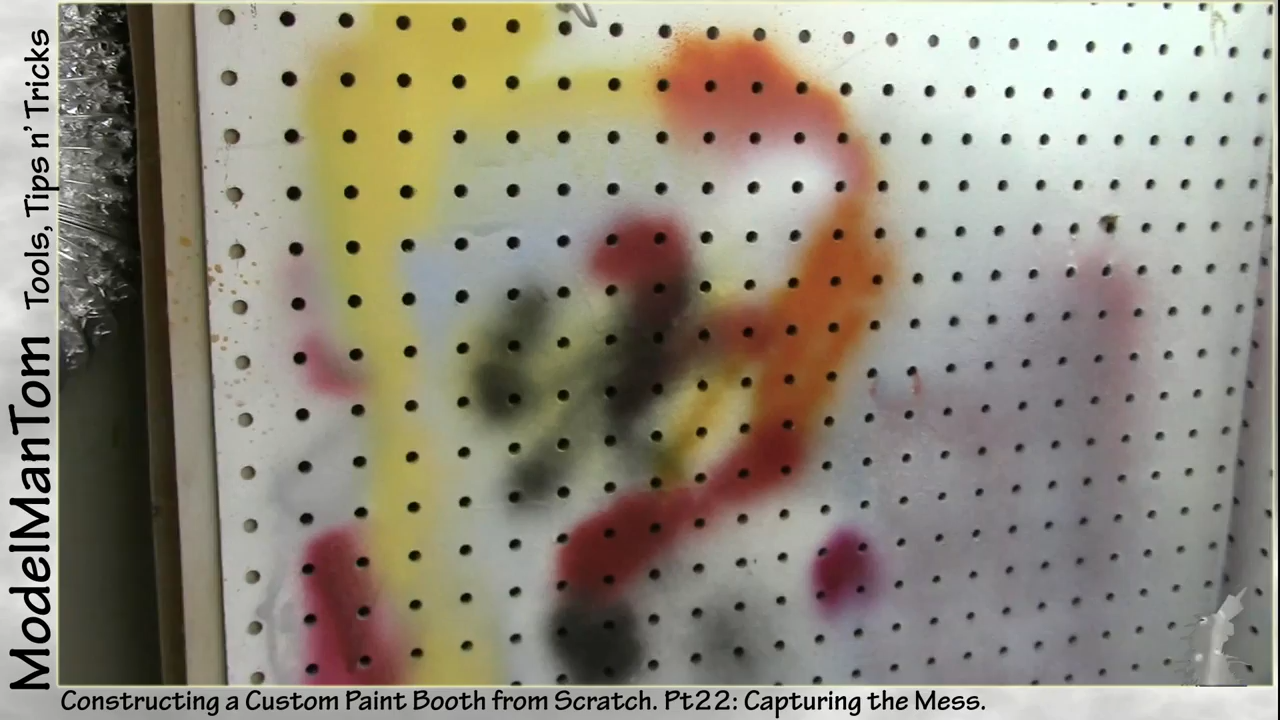 ModelManTom Tools, Tips n' Tricks
Constructing a Custom Paint Booth from Scratch. Pt22: Capturing the Mess.